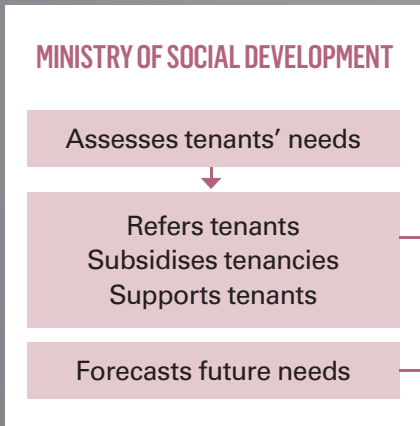 MINISTRY OF SOCIAL DEVELOPMENT
Assesses tenants’ needs
Refers tenants
Subsidises tenancies
Supports tenants
Forecasts future needs